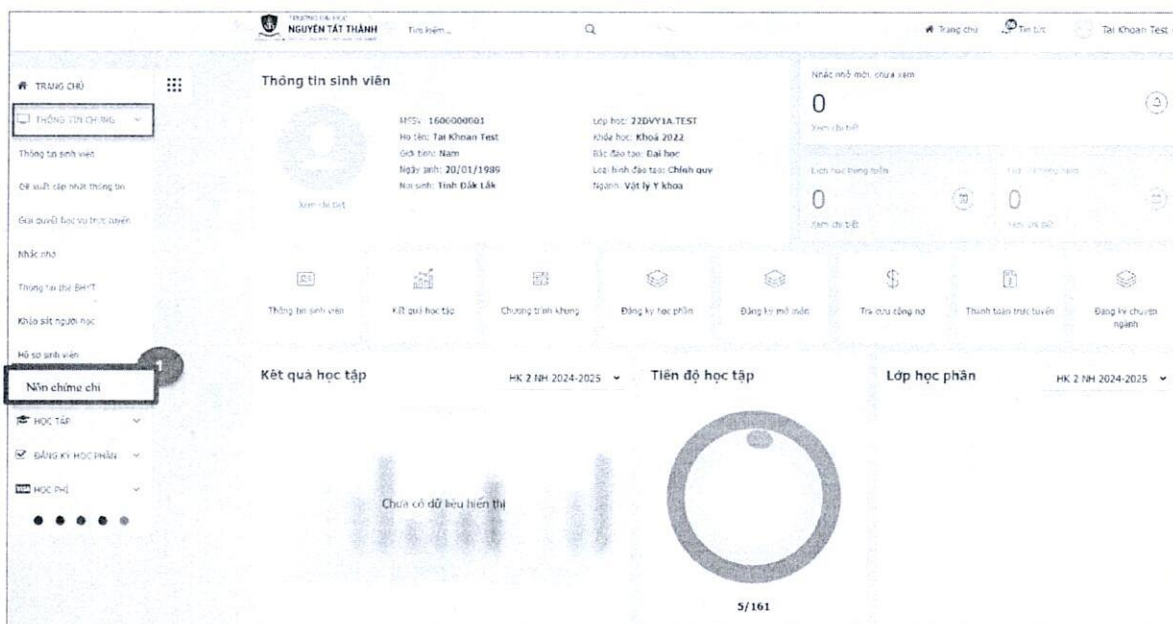 TRƯỜNG ĐẠI HỌC
NGUYỄN TẤT THÀNH
Tìm kiếm...
Trang chủ
Tin tức
Tai Khoan Test
TRANG CHỦ
THÔNG TIN CHUNG
Thông tin sinh viên
Đề xuất cập nhật thông tin
Giải quyết học vụ trực tuyến
Nhắc nhở
Thông tin thẻ BHYT
Khảo sát người học
Hồ sơ sinh viên
1
Nôn chứng chỉ
HỌC TẬP
ĐĂNG KÝ HỌC PHẦN
HỌC PHÍ
Thông tin sinh viên
Xem chi tiết
MSSV: 1600000001
Họ tên: Tai Khoan Test
Giới tính: Nam
Ngày sinh: 20/01/1989
Nơi sinh: Tỉnh Đắk Lắk
Lớp học: 22DVY1A.TEST
Khóa học: Khoá 2022
Bậc đào tạo: Đại học
Loại hình đào tạo: Chính quy
Ngành: Vật lý Y khoa
Nhắc nhở mới, chưa xem
0
Xem chi tiết
Lịch học trong tuần
0
Xem chi tiết
0
Xem chi tiết
Thông tin sinh viên
Kết quả học tập
Chương trình khung
Đăng ký học phần
Đăng ký mở môn
Tra cứu công nợ
Thanh toán trực tuyến
Đăng ký chuyên
ngành
Kết quả học tập
HK 2 NH 2024-2025
Chưa có dữ liệu hiển thị
Tiến độ học tập
5/161
Lớp học phần
HK 2 NH 2024-2025